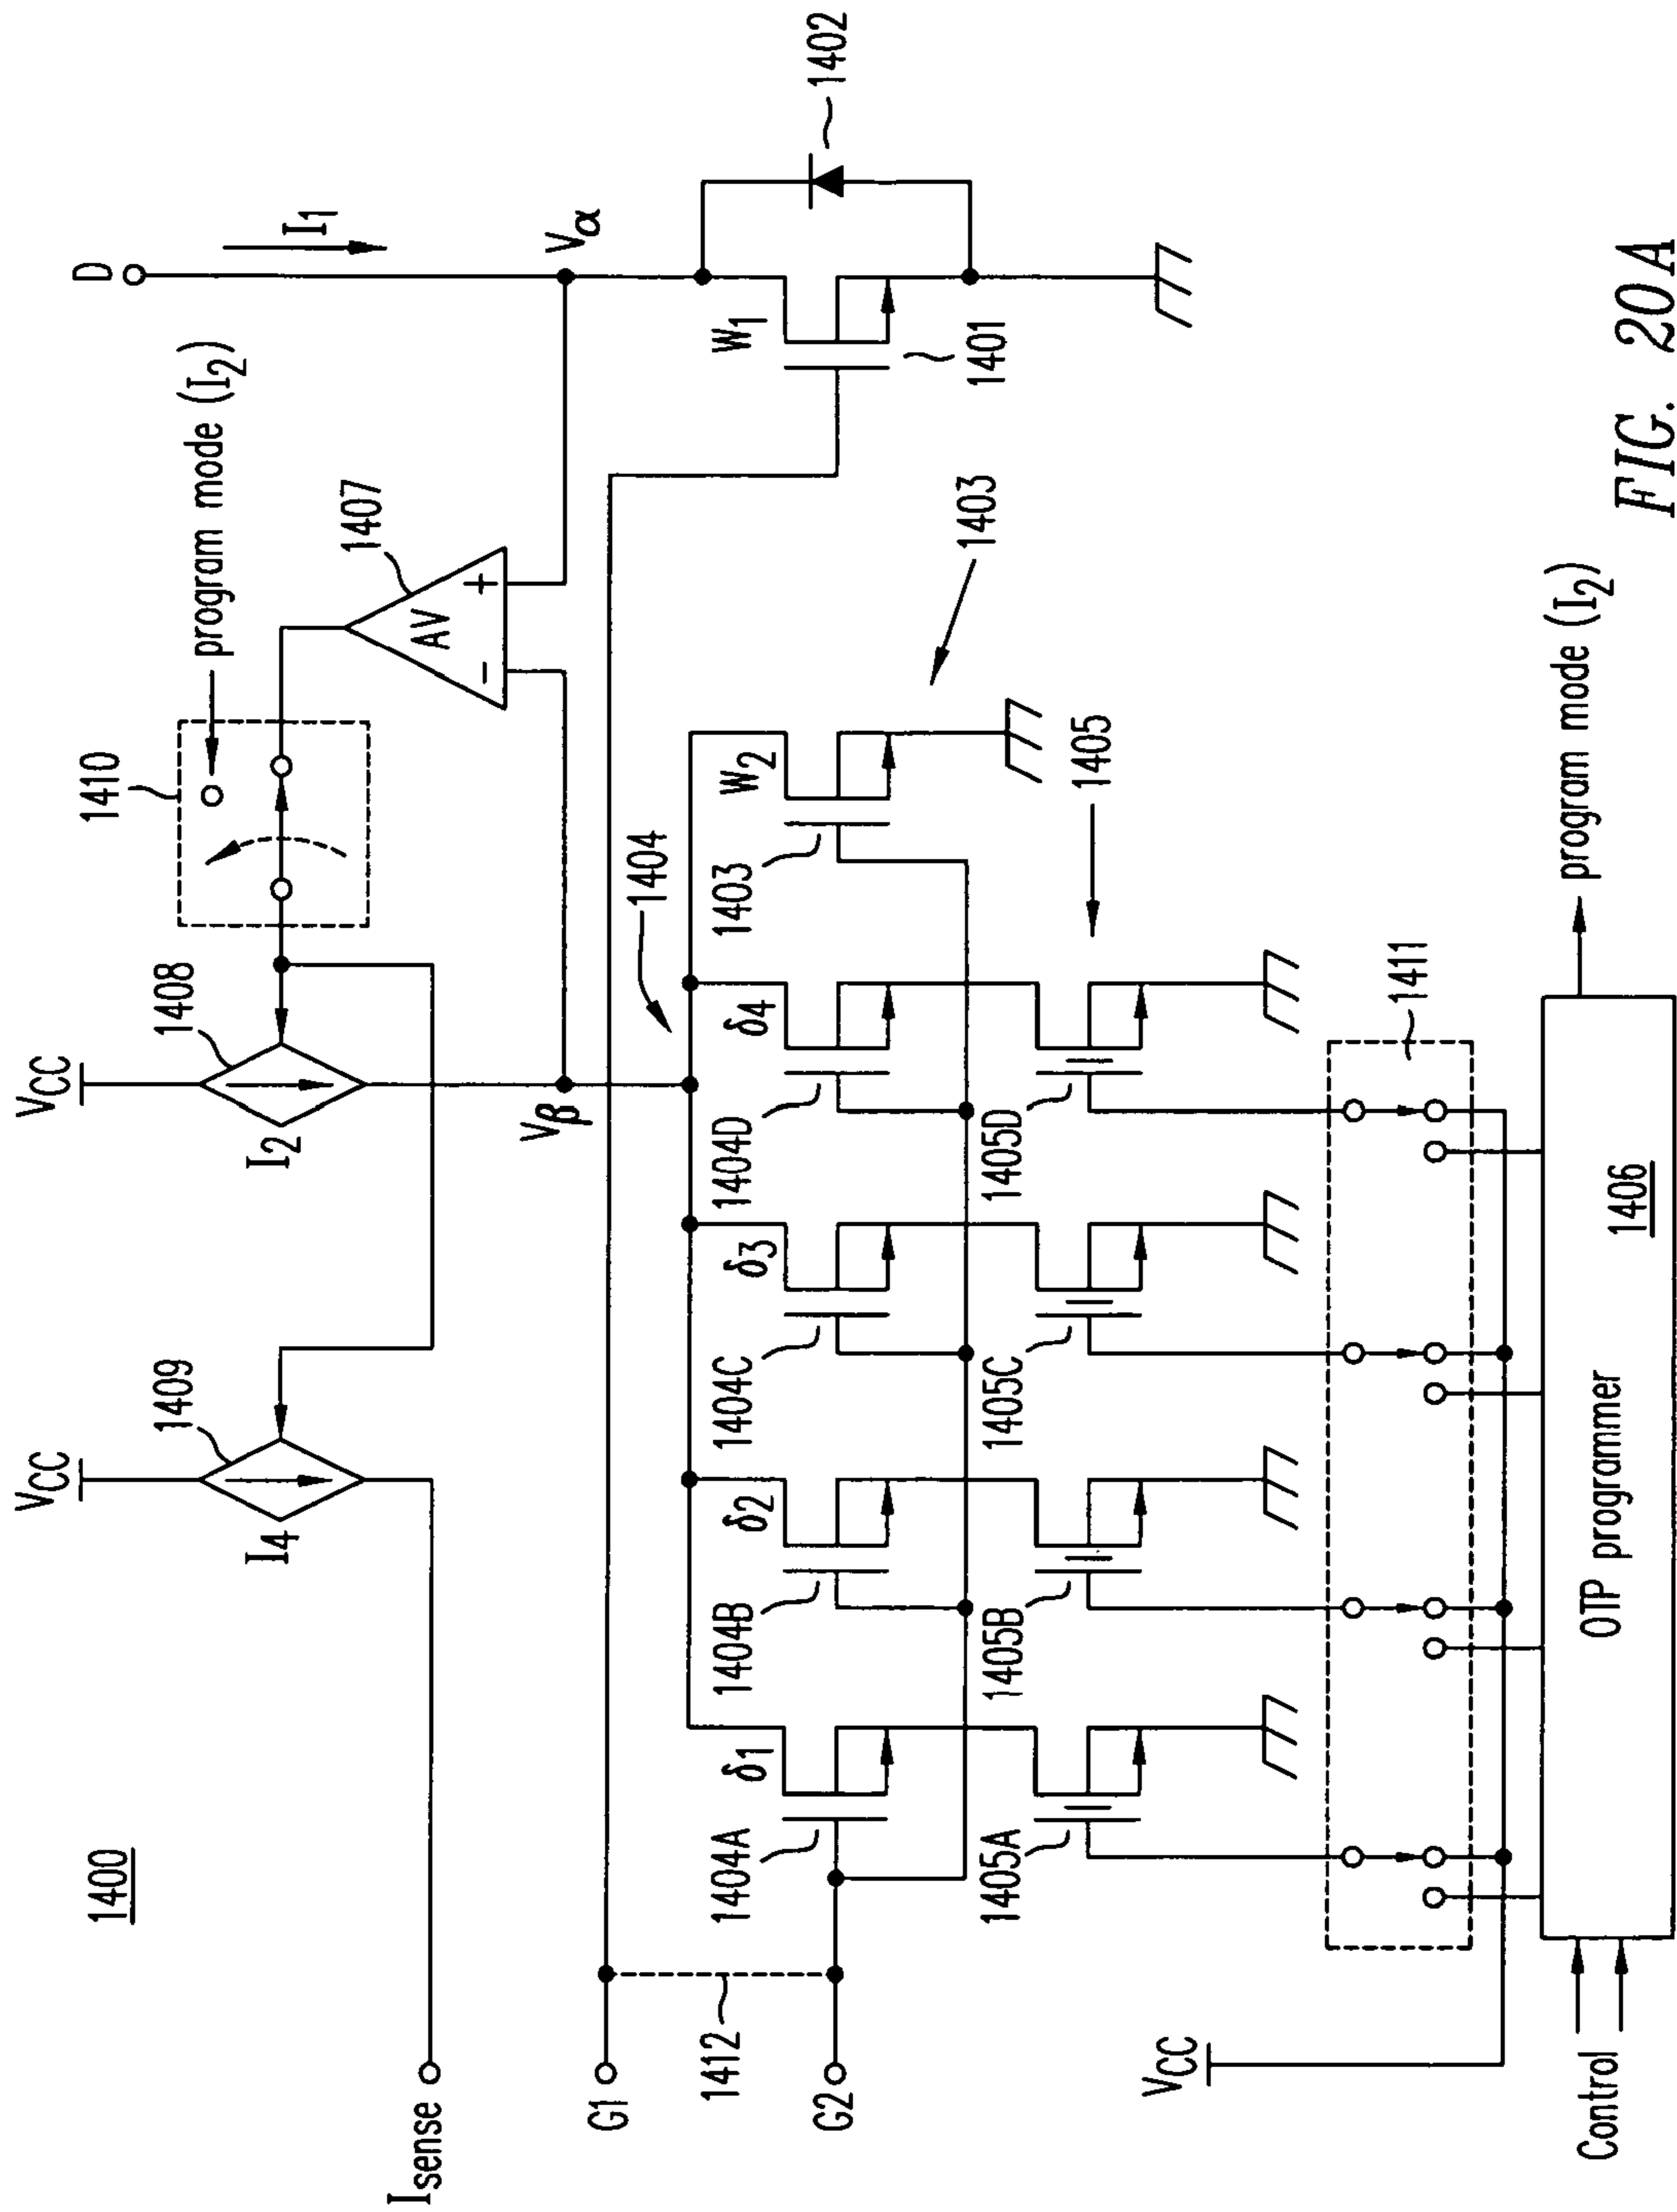 1400
VCC
1409
I4
VCC
1408
I2
1410
program mode (I2)
1407
AV
-
+
D
I1
Vα
1402
W1
1401
Isense
G1
G2
1412
Vβ
1404
δ1
δ2
δ3
δ4
W2
1404A
1404B
1404C
1404D
1403
1403
1405A
1405B
1405C
1405D
1405
VCC
1411
Control
OTP programmer
1406
program mode (I2)
FIG. 20A